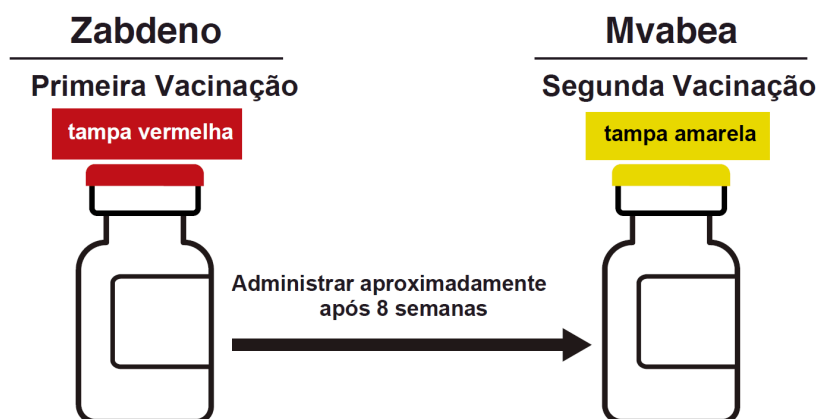 Zabdeno
Primeira Vacinação
tampa vermelha
Mvabea
Segunda Vacinação
tampa amarela
Administrar aproximadamente
após 8 semanas